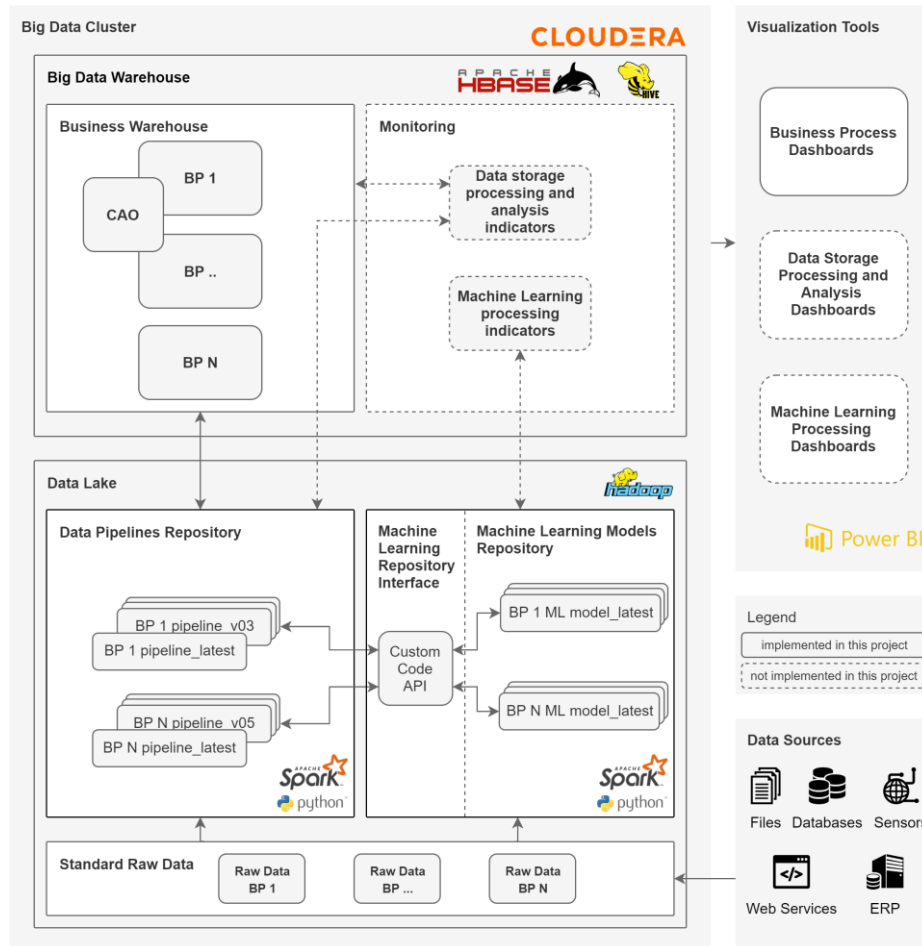 Big Data Cluster
CLOUDERA
Big Data Warehouse
APACHE
HBASE
HIVE
Business Warehouse
BP 1
CAO
BP ..
BP N
Monitoring
Data storage
processing and
analysis
indicators
Machine Learning
processing
indicators
Data Lake
hadoop
Data Pipelines Repository
BP 1 pipeline_v03
BP 1 pipeline_latest
BP N pipeline_v05
BP N pipeline_latest
APACHE
Spark
python
Machine
Learning
Repository
Interface
Custom
Code
API
Machine Learning Models
Repository
BP 1 ML model_latest
BP N ML model_latest
APACHE
Spark
python
Standard Raw Data
Raw Data
BP 1
Raw Data
BP ...
Raw Data
BP N
Visualization Tools
Business Process
Dashboards
Data Storage
Processing and
Analysis
Dashboards
Machine Learning
Processing
Dashboards
Power BI
Legend
implemented in this project
not implemented in this project
Data Sources
Files
Databases
Sensors
Web Services
ERP